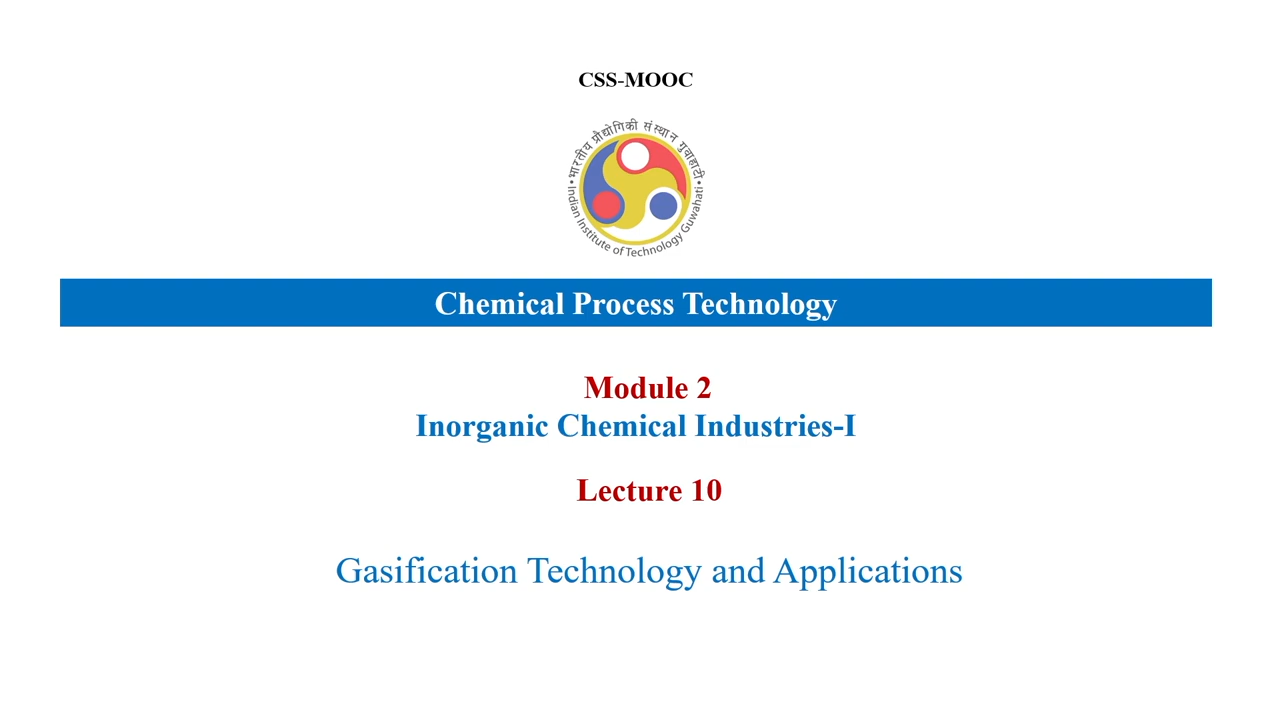 CSS-MOOC
•भारतीय प्रौद्योगिकी संस्थान गुवाहाटी•
Indian Institute of Technology Guwahati
Chemical Process Technology
Module 2
Inorganic Chemical Industries-I
Lecture 10
Gasification Technology and Applications